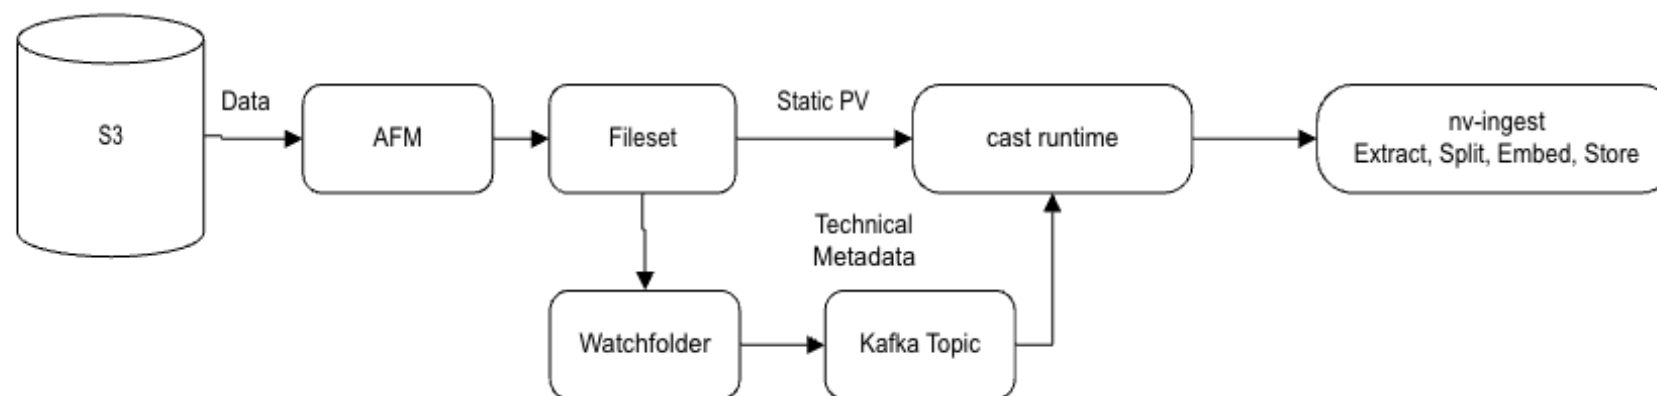 S3
Data
AFM
Fileset
Static PV
cast runtime
nv-ingest
Extract, Split, Embed, Store
Technical
Metadata
Watchfolder
Kafka Topic